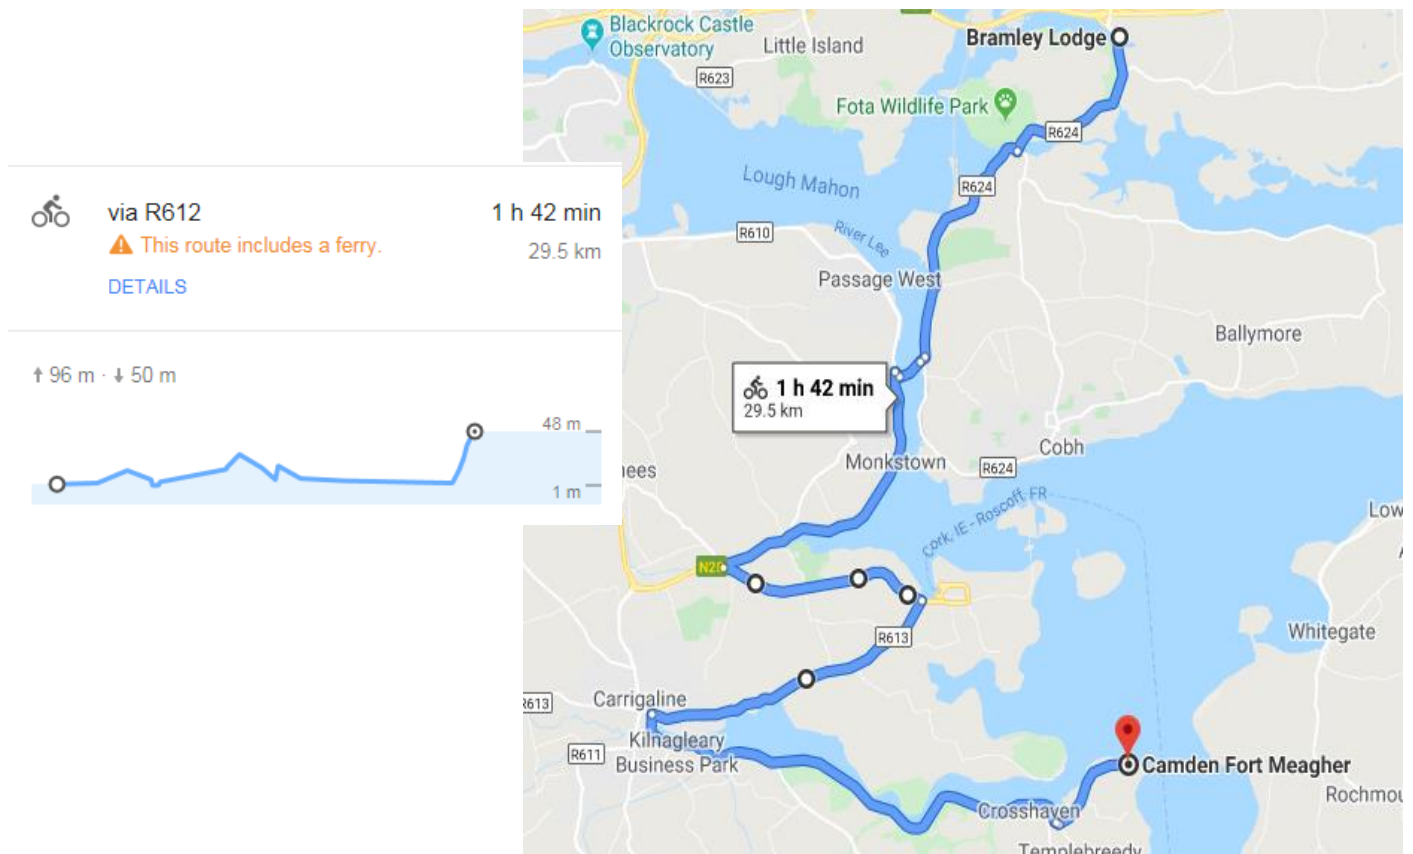 via R612
1 h 42 min
This route includes a ferry.
29.5 km
DETAILS
96 m · 50 m
48 m
1 m
Blackrock Castle
Observatory
Little Island
Bramley Lodge
R623
Fota Wildlife Park
R624
Lough Mahon
R624
R610
River Lee
Passage West
Ballymore
1 h 42 min
29.5 km
Cobh
Monkstown
R624
Cork, IE - Roscoff, FR
R613
Whitegate
Carrigaline
R613
Kilnagleary
Business Park
R611
Camden Fort Meagher
Crosshaven
Templebreedy